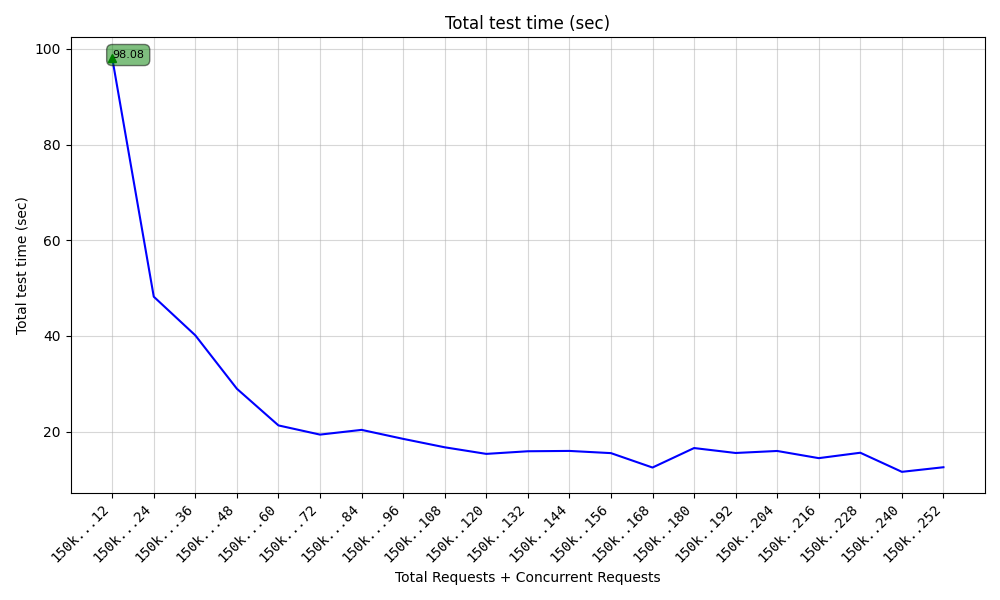 Total test time (sec)
98.08
Total test time (sec)
100
80
60
40
20
150k...12
150k...24
150k...36
150k...48
150k...60
150k...72
150k...84
150k...96
150k..108
150k..120
150k..132
150k..144
150k..156
150k..168
150k..180
150k..192
150k..204
150k..216
150k..228
150k..240
150k..252
Total Requests + Concurrent Requests